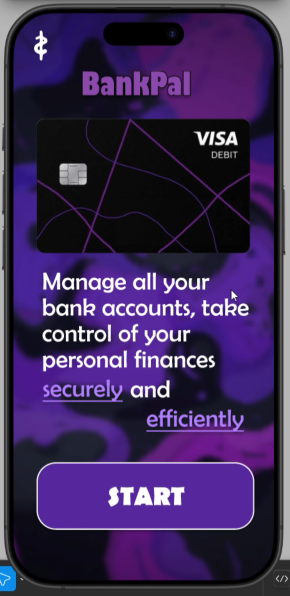 BankPal
VISA
DEBIT
Manage all your
bank accounts, take
control of your
personal finances
securely and
efficiently
START